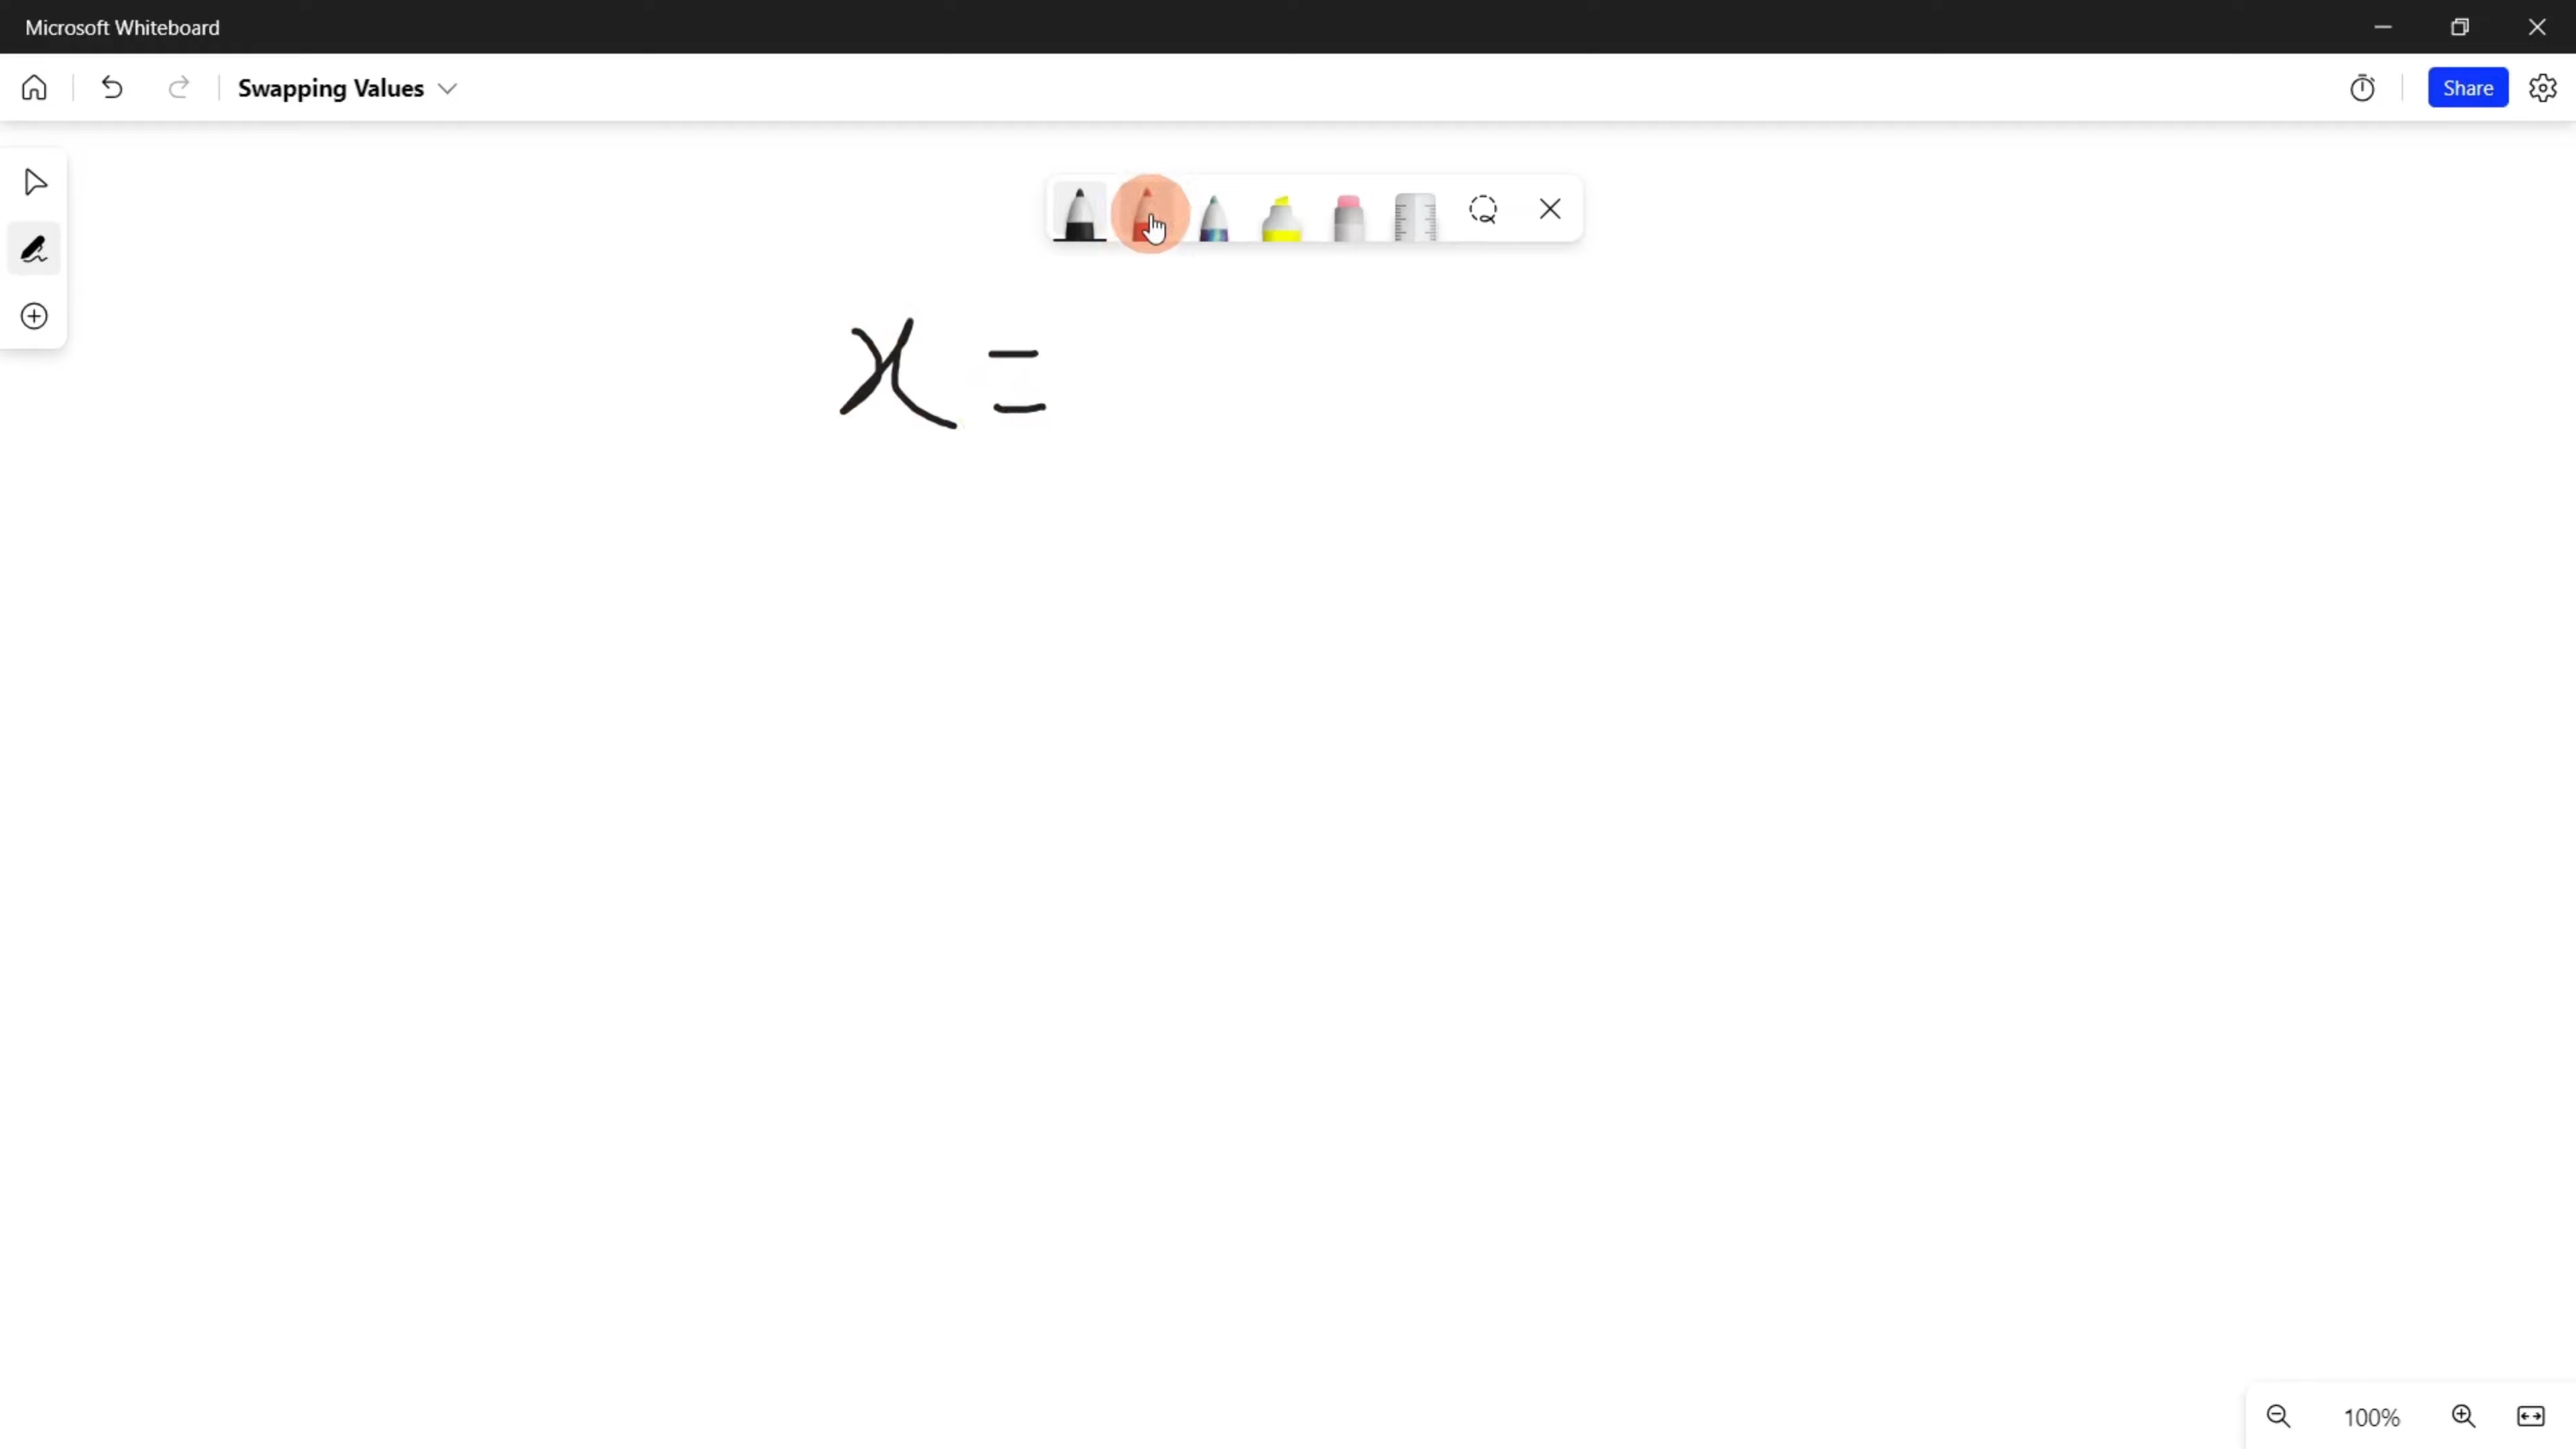 Microsoft Whiteboard
Swapping Values
Share
x =
100%